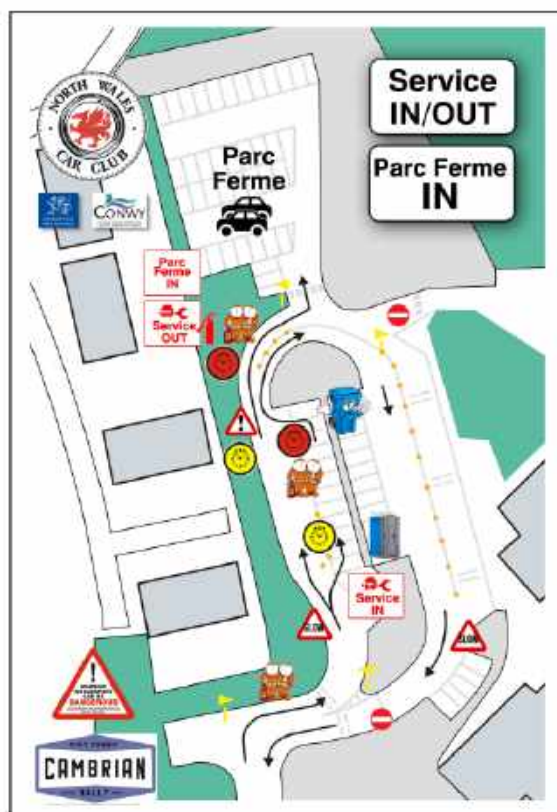 NORTH WALES
CAR CLUB
CONWY
Service
IN/OUT
Parc Ferme
IN
Parc
Ferme
Parc
Ferme
IN
Service
OUT
Service
IN
SLOW
SLOW
DANGEROUS
CAMBRIAN
RALLY